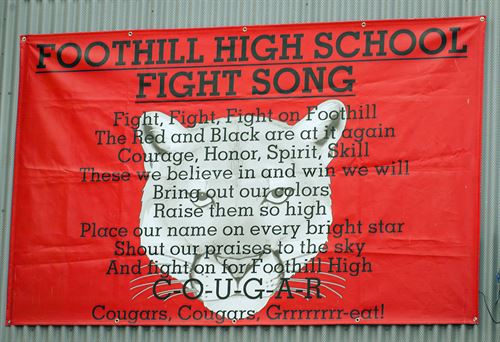 FOOTHILL HIGH SCHOOL
FIGHT SONG
Fight, Fight, Fight on Foothill
The Red and Black are at it again
Courage, Honor, Spirit, Skill
These we believe in and win we will
Bring out our colors
Raise them so high
Place our name on every bright star
Shout our praises to the sky
And fight on for Foothill High
C-O-U-G-A-R
Cougars, Cougars, Grrrrrrrr-eat!